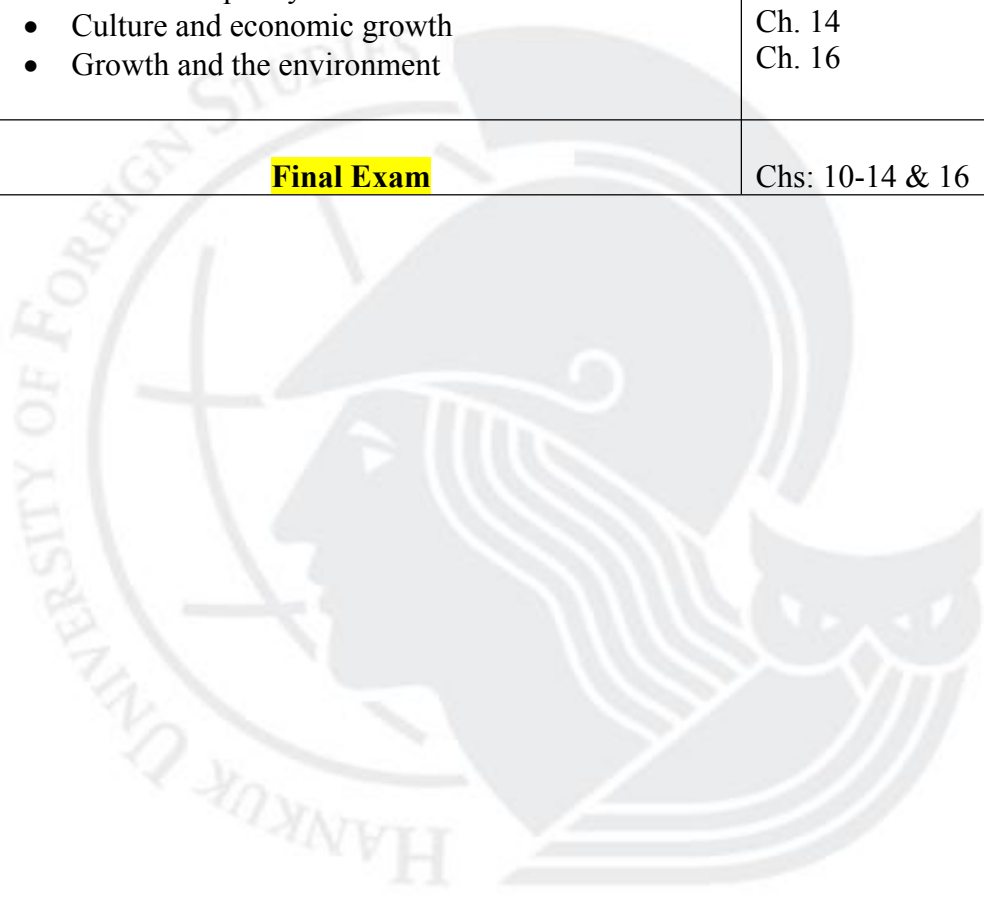 • Culture and economic growth
Ch. 14
• Growth and the environment
Ch. 16
Final Exam
Chs: 10-14 & 16
HANKUK UNIVERSITY OF FOREIGN STUDIES